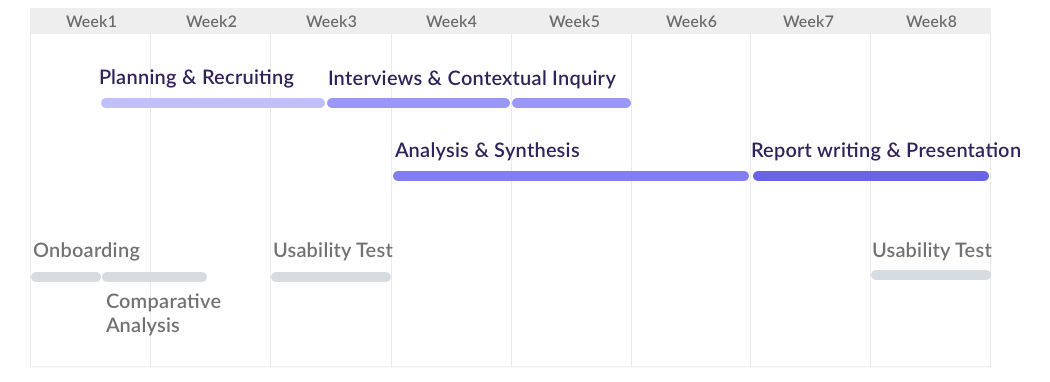 Week1 Week2 Week3 Week4 Week5 Week6 Week7 Week8
Planning & Recruiting Interviews & Contextual Inquiry
Analysis & Synthesis Report writing & Presentation
Onboarding Usability Test Usability Test
Comparative
Analysis